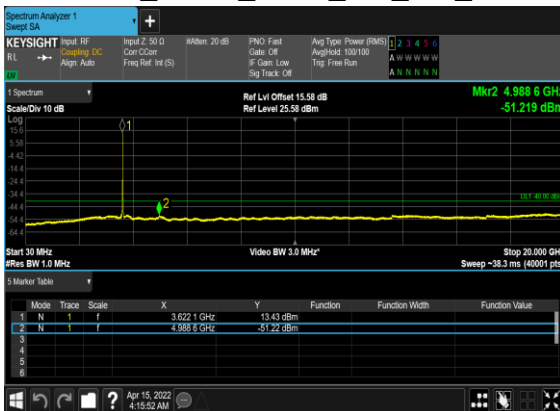 Spectrum Analyzer 1
Swept SA
+
KEYSIGHT Input: RF Input Z: 50 Ω #Atten: 20 dB PNO: Fast Avg Type: Power (RMS) 1 2 3 4 5 6
RL Coupling: DC Corr CCorr Gate: Off Avg|Hold: 100/100 A W W W W W
Align: Auto Freq Ref: Int (S) IF Gain: Low Trig: Free Run
Sig Track: Off A N N N N N
LV
1 Spectrum Ref Lvl Offset 15.58 dB Mkr2 4.988 6 GHz
Scale/Div 10 dB Ref Level 25.58 dBm -51.219 dBm
Log
15.6
5.58
-4.42
-14.4
-24.4
-34.4
-44.4
-54.4
-64.4
1
2
DL1 -40.00 dBm
Start 30 MHz Video BW 3.0 MHz* Stop 20.000 GHz
#Res BW 1.0 MHz Sweep ~38.3 ms (40001 pts)
5 Marker Table
Mode Trace Scale X Y Function Function Width Function Value
1 N 1 f 3.622 1 GHz 13.43 dBm
2 N 1 f 4.988 6 GHz -51.22 dBm
3
4
5
6
? Apr 15, 2022
4:15:52 AM